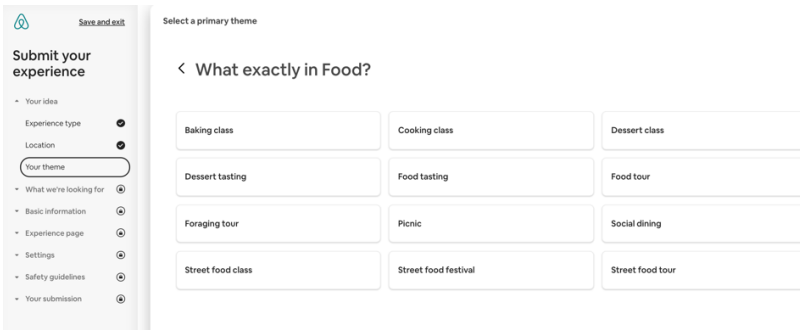 Save and exit
Submit your
experience
Your idea
Experience type
Location
Your theme
What we're looking for
Basic information
Experience page
Settings
Safety guidelines
Your submission
Select a primary theme
What exactly in Food?
Baking class
Cooking class
Dessert class
Dessert tasting
Food tasting
Food tour
Foraging tour
Picnic
Social dining
Street food class
Street food festival
Street food tour